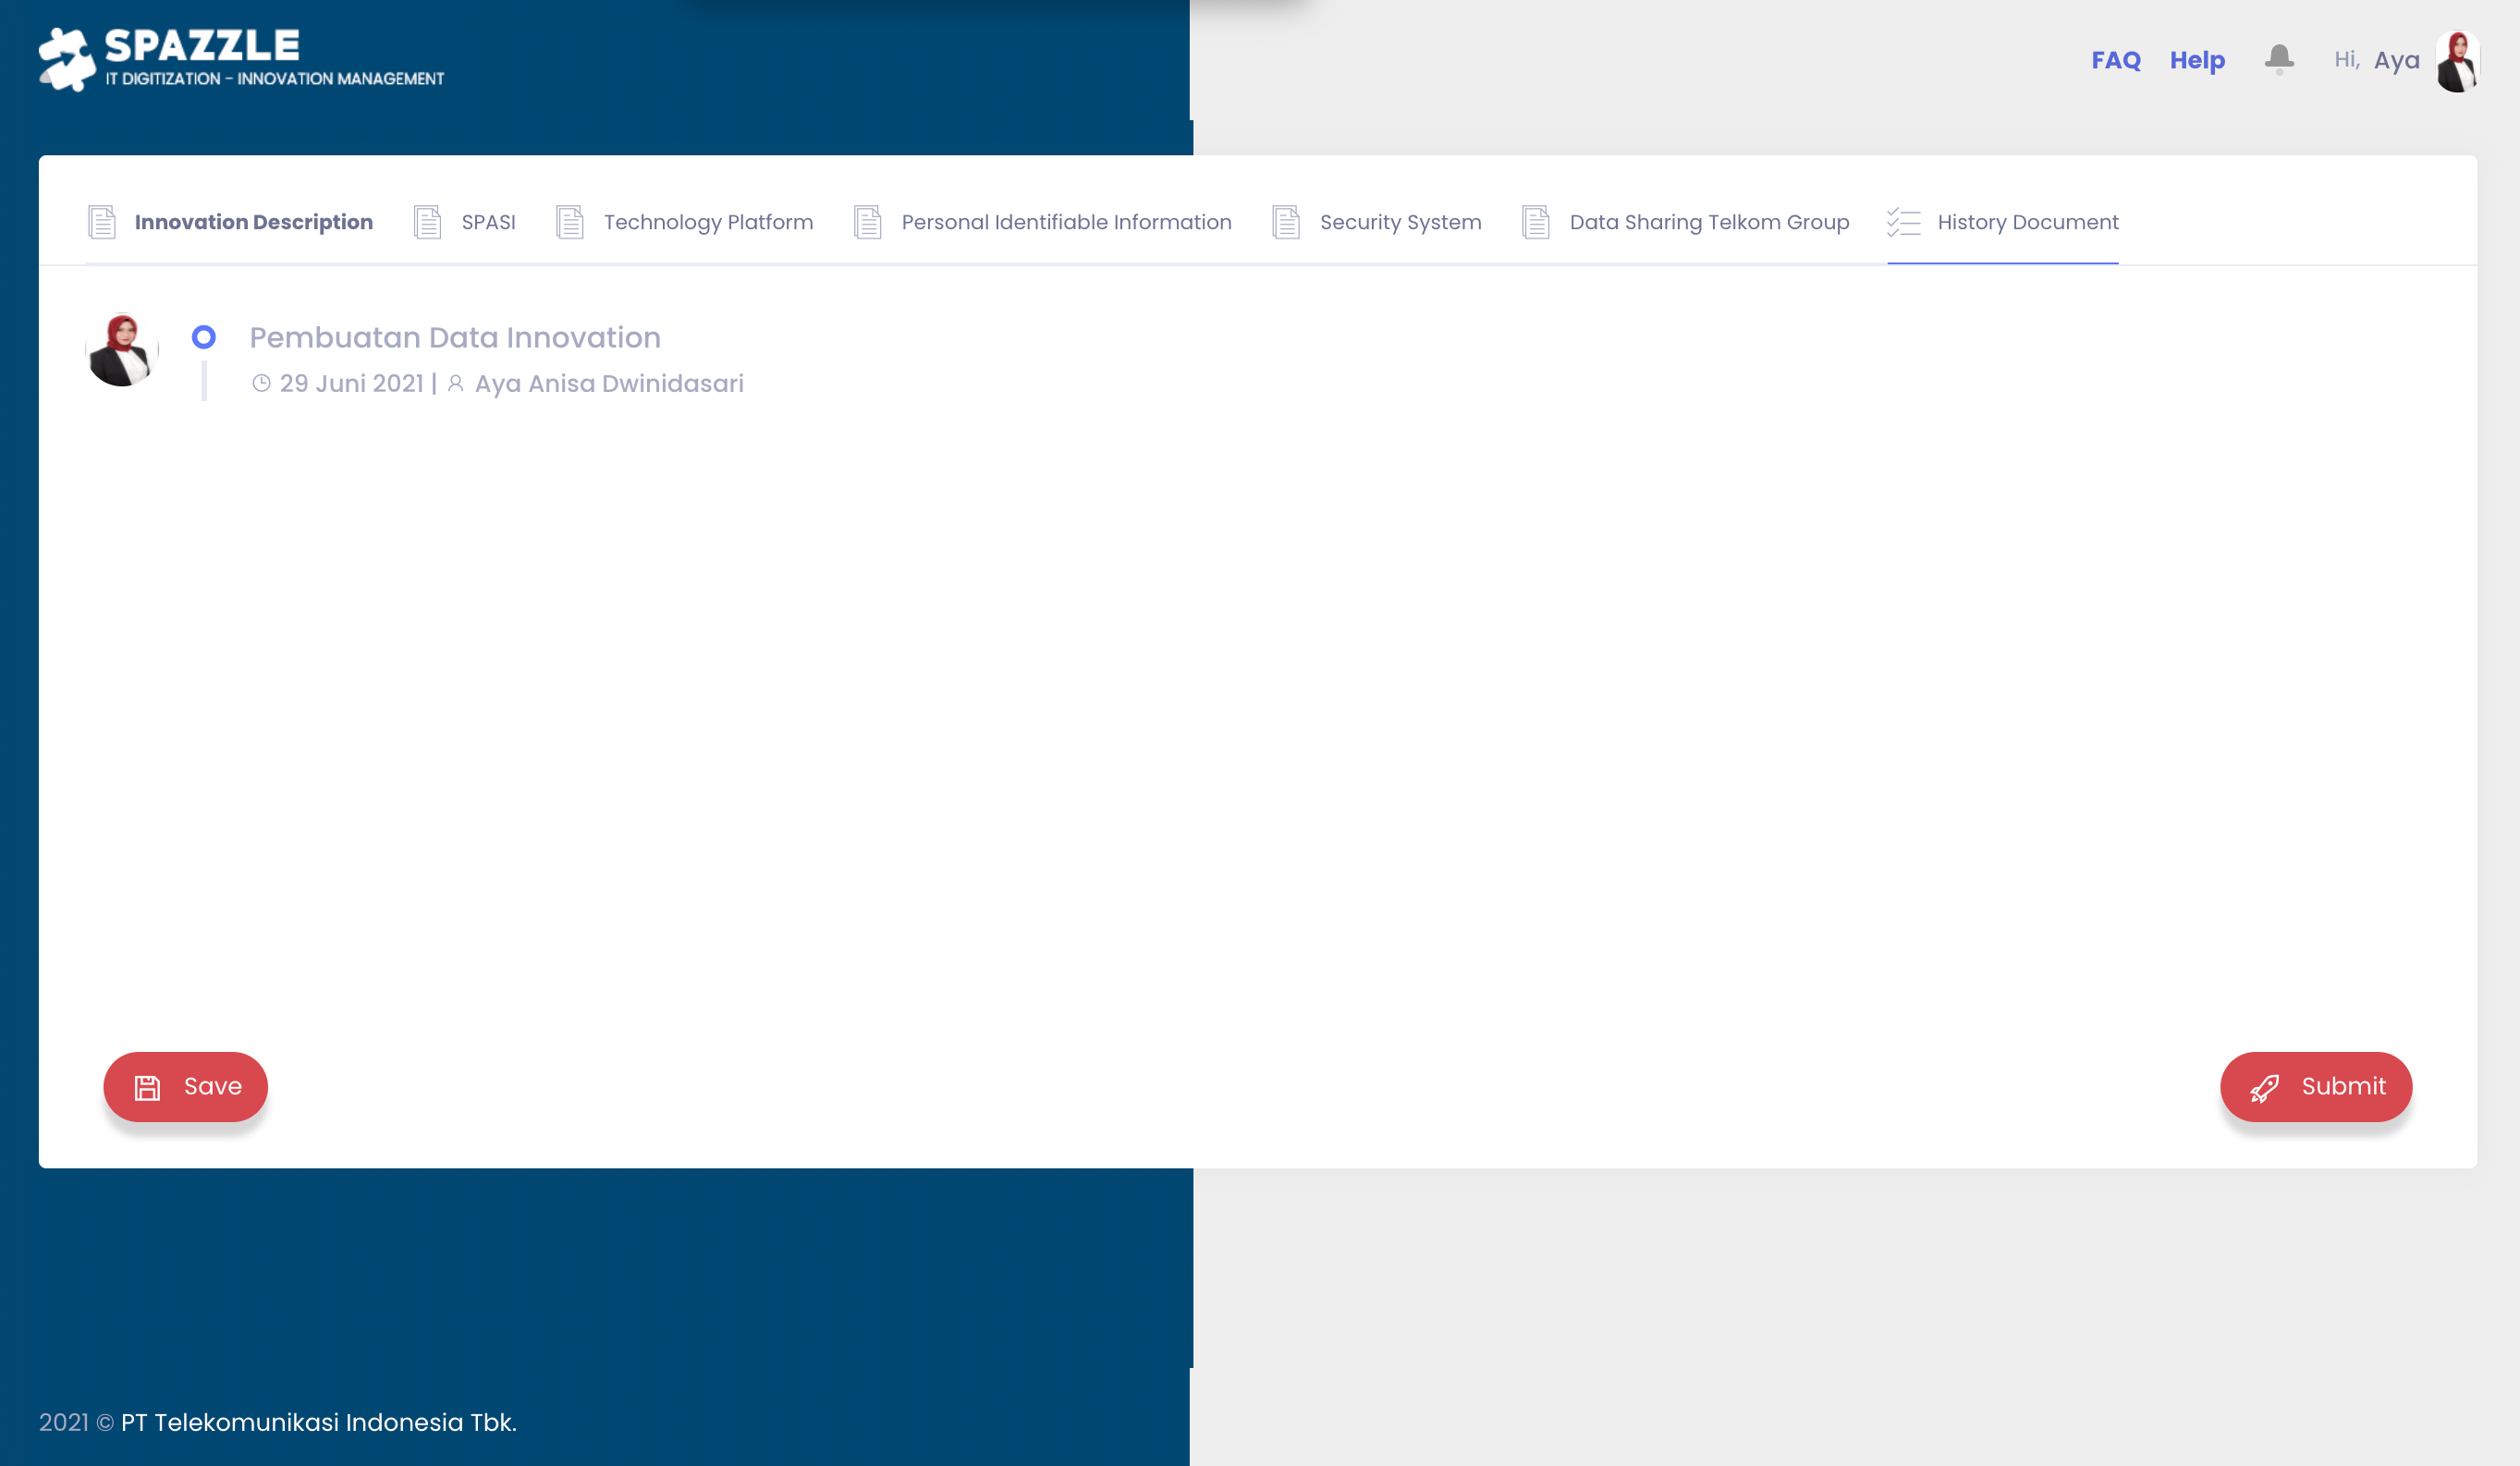 SPAZZLE
IT DIGITIZATION - INNOVATION MANAGEMENT
FAQ Help Hi, Aya
Innovation Description SPASI Technology Platform Personal Identifiable Information Security System Data Sharing Telkom Group History Document
Pembuatan Data Innovation
29 Juni 2021 | Aya Anisa Dwinidasari
Save
Submit
2021 © PT Telekomunikasi Indonesia Tbk.